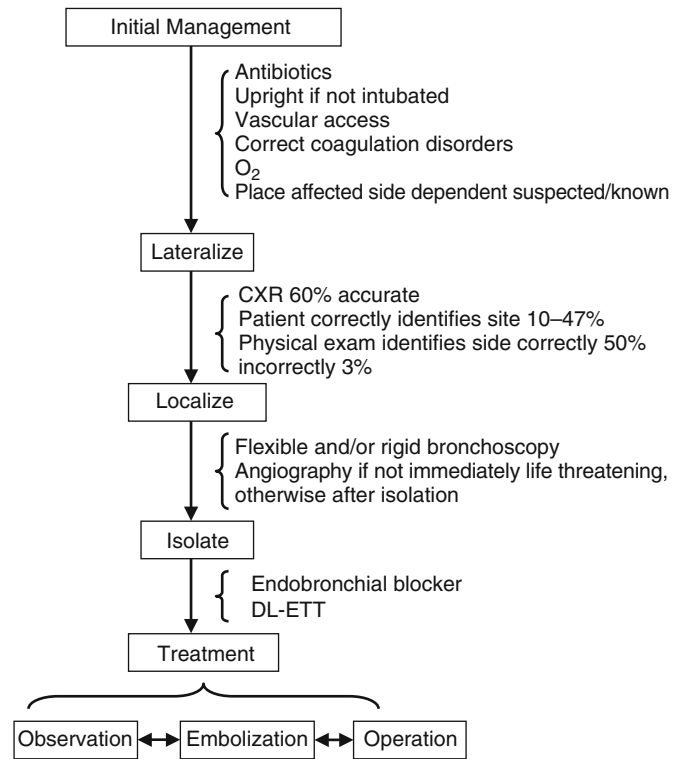 Initial Management
Antibiotics
Upright if not intubated
Vascular access
Correct coagulation disorders
O2
Place affected side dependent suspected/known
Lateralize
CXR 60% accurate
Patient correctly identifies site 10–47%
Physical exam identifies side correctly 50%
incorrectly 3%
Localize
Flexible and/or rigid bronchoscopy
Angiography if not immediately life threatening,
otherwise after isolation
Isolate
Endobronchial blocker
DL-ETT
Treatment
Observation Embolization Operation